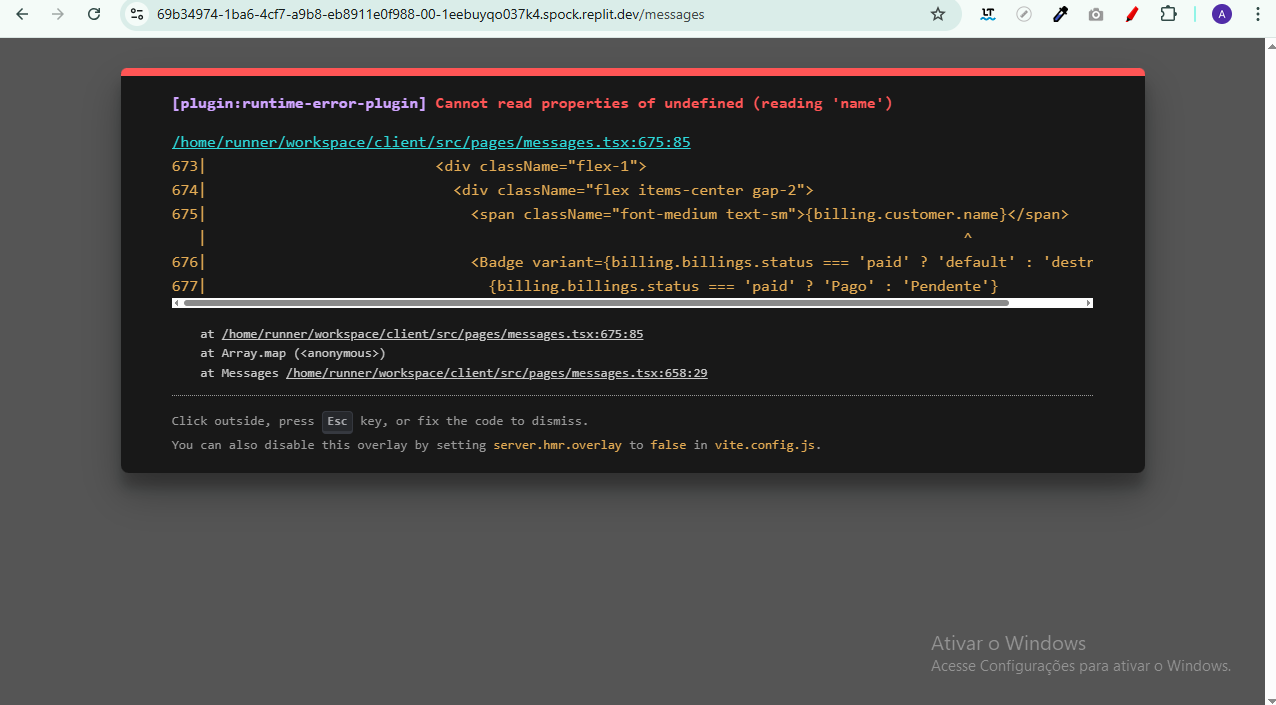 69b34974-1ba6-4cf7-a9b8-eb8911e0f988-00-1eebuyqo037k4.spock.replit.dev/messages
LT
A
[plugin:runtime-error-plugin] Cannot read properties of undefined (reading 'name')
/home/runner/workspace/client/src/pages/messages.tsx:675:85
673|                          <div className="flex-1">
674|                            <div className="flex items-center gap-2">
675|                              <span className="font-medium text-sm">{billing.customer.name}</span>
   |                                                                                     ^
676|                              <Badge variant={billing.billings.status === 'paid' ? 'default' : 'destr
677|                                {billing.billings.status === 'paid' ? 'Pago' : 'Pendente'}
at /home/runner/workspace/client/src/pages/messages.tsx:675:85
at Array.map (<anonymous>)
at Messages /home/runner/workspace/client/src/pages/messages.tsx:658:29
Click outside, press Esc key, or fix the code to dismiss.
You can also disable this overlay by setting server.hmr.overlay to false in vite.config.js.
Ativar o Windows
Acesse Configurações para ativar o Windows.